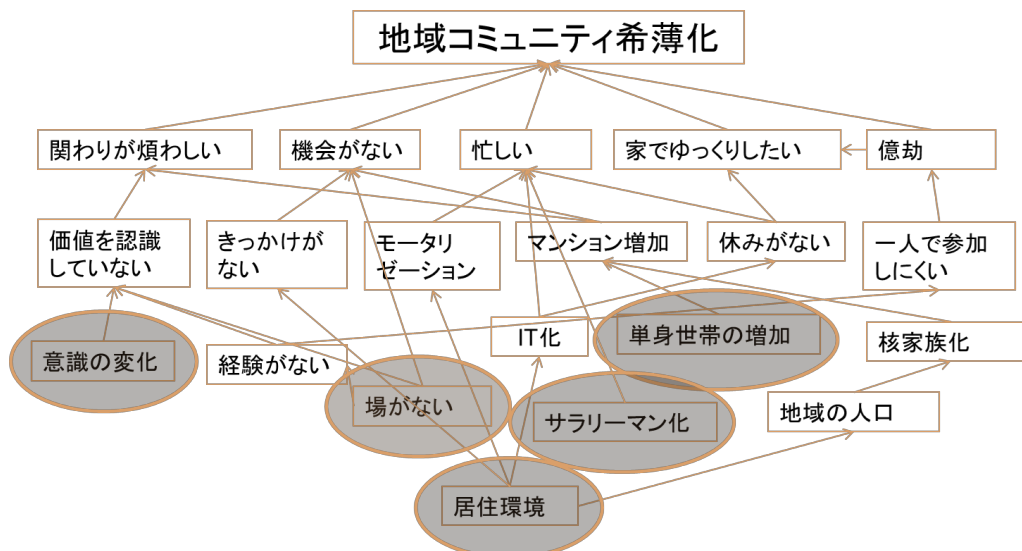 地域コミュニティ希薄化
関わりが煩わしい
機会がない
忙しい
家でゆっくりしたい
億劫
価値を認識
していない
きっかけが
ない
モータリ
ゼーション
マンション増加
休みがない
一人で参加
しにくい
IT化
単身世帯の増加
核家族化
意識の変化
経験がない
場がない
サラリーマン化
地域の人口
居住環境